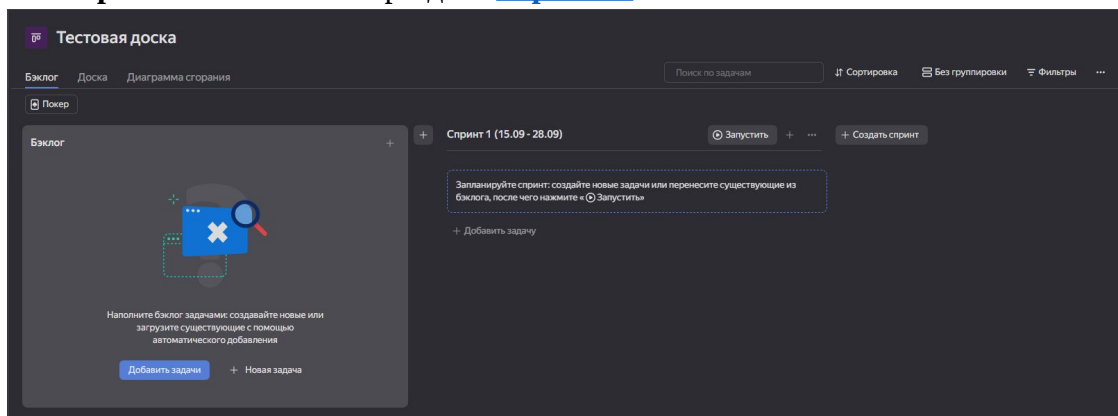 Тестовая доска
Бэклог Доска Диаграмма сгорания Поиск по задачам Сортировка Без группировки Фильтры ...
Покер
Бэклог +
+ Спринт 1 (15.09 - 28.09) Запустить + ... + Создать спринт
Запланируйте спринт: создайте новые задачи или перенесите существующие из
бэклога, после чего нажмите « Запустить»
+ Добавить задачу
Наполните бэклог задачами: создавайте новые или
загрузите существующие с помощью
автоматического добавления
Добавить задачи + Новая задача